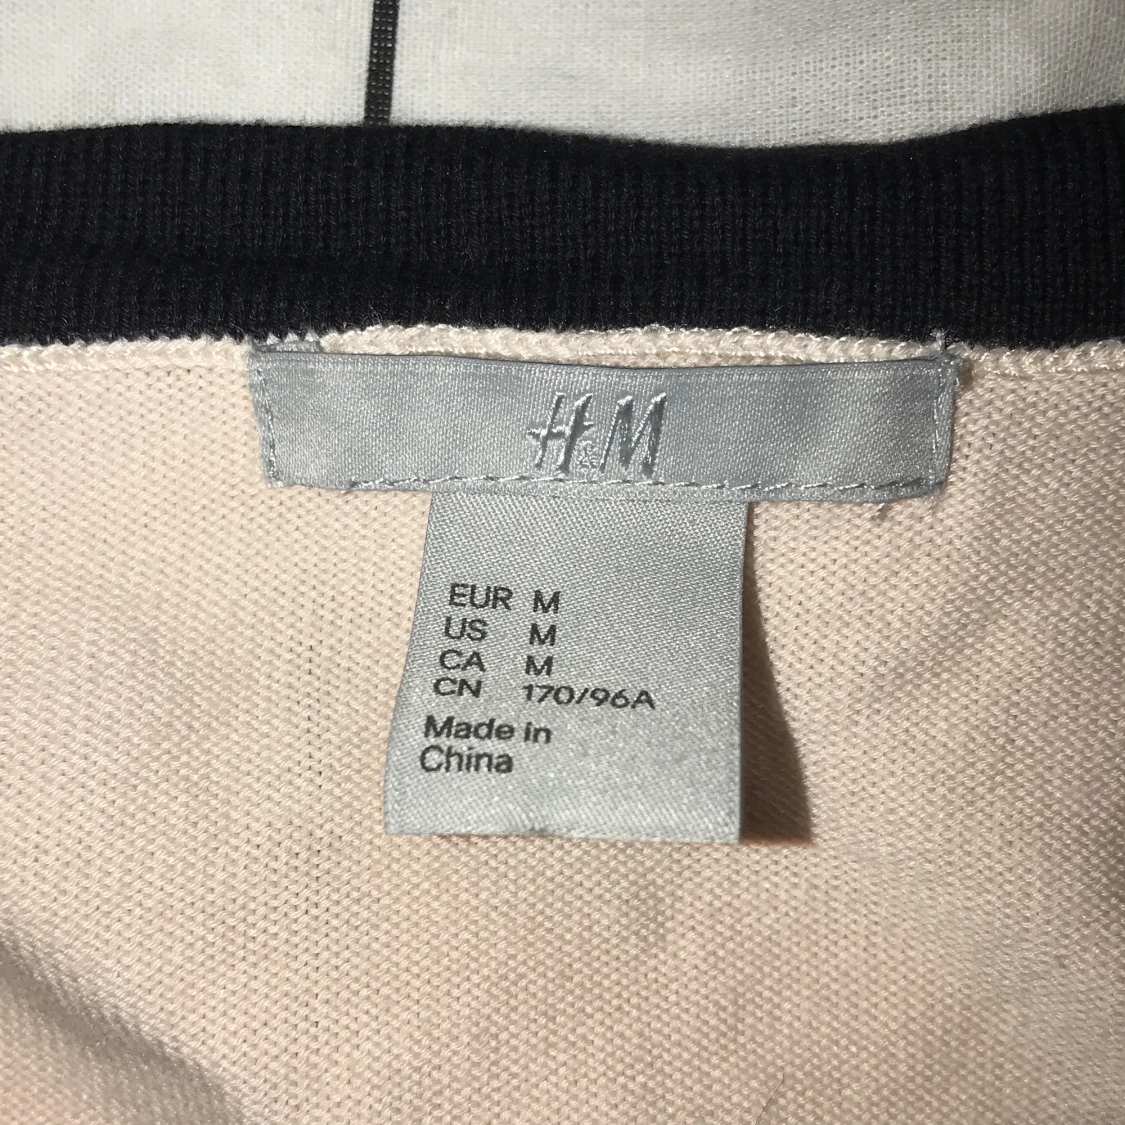 H&M
EUR M
US M
CA M
CN 170/96A
Made in
China